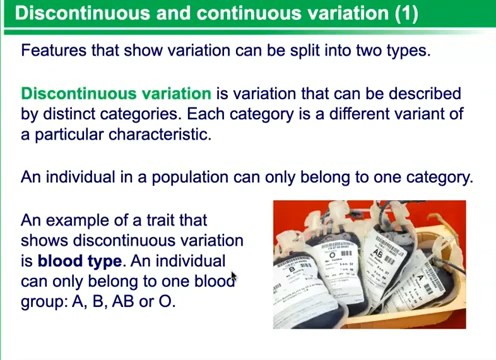 Discontinuous and continuous variation (1)
Features that show variation can be split into two types.
Discontinuous variation is variation that can be described
by distinct categories. Each category is a different variant of
a particular characteristic.
An individual in a population can only belong to one category.
An example of a trait that
shows discontinuous variation
is blood type. An individual
can only belong to one blood
group: A, B, AB or O.
B
O
AB
A